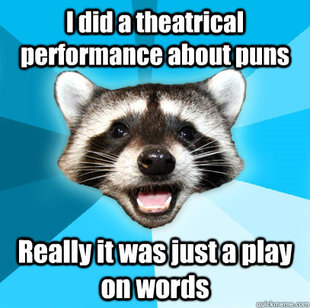 I did a theatrical
performance about puns
Really it was just a play
on words
quickmeme.com